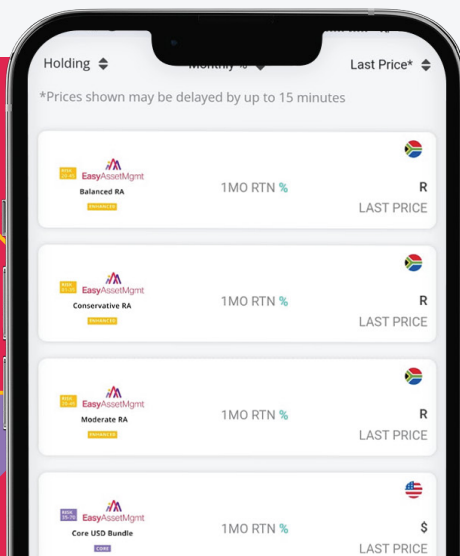 Holding
Monthly %
Last Price*
*Prices shown may be delayed by up to 15 minutes
EasyAssetMgmt
Balanced RA
ENHANCED
1MO RTN %
R
LAST PRICE
EasyAssetMgmt
Conservative RA
ENHANCED
1MO RTN %
R
LAST PRICE
EasyAssetMgmt
Moderate RA
ENHANCED
1MO RTN %
R
LAST PRICE
RISK
EasyAssetMgmt
Core USD Bundle
CORE
1MO RTN %
$
LAST PRICE